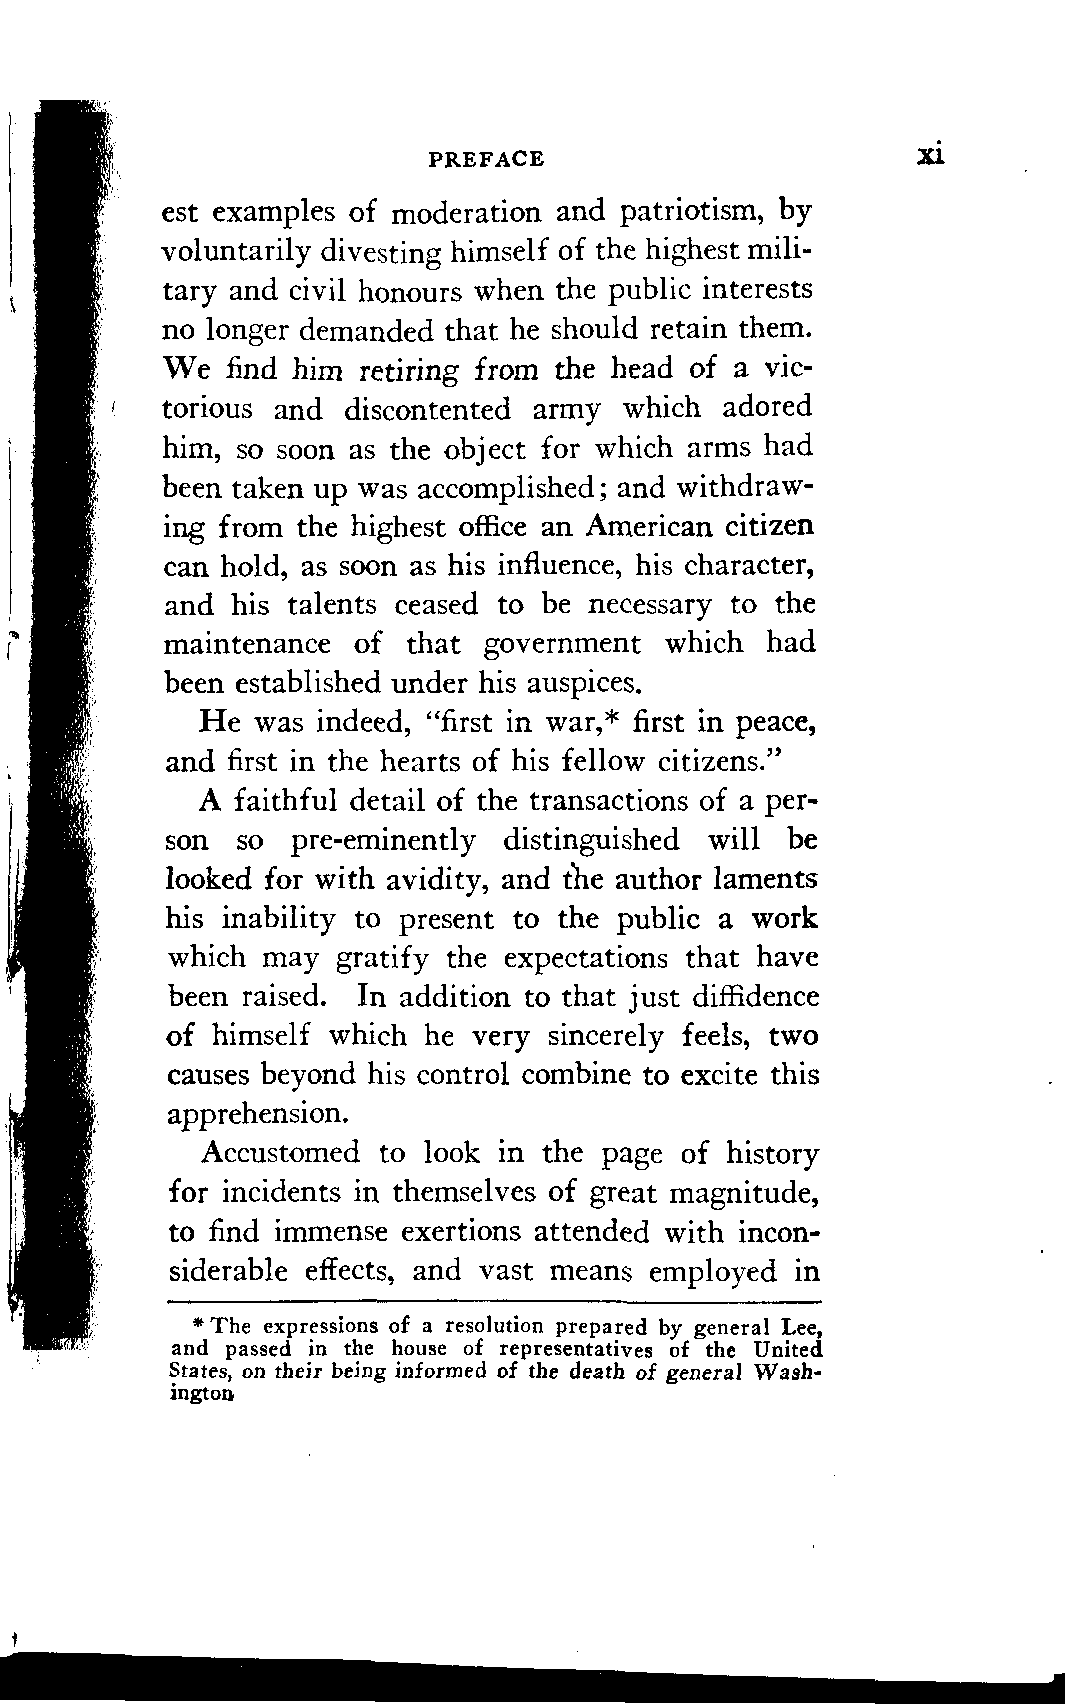 PREFACE xi
est examples of moderation and patriotism, by
voluntarily divesting himself of the highest mili-
tary and civil honours when the public interests
no longer demanded that he should retain them.
We find him retiring from the head of a vic-
torious and discontented army which adored
him, so soon as the object for which arms had
been taken up was accomplished; and withdraw-
ing from the highest office an American citizen
can hold, as soon as his influence, his character,
and his talents ceased to be necessary to the
maintenance of that government which had
been established under his auspices.
He was indeed, “first in war,* first in peace,
and first in the hearts of his fellow citizens.”
A faithful detail of the transactions of a per-
son so pre-eminently distinguished will be
looked for with avidity, and the author laments
his inability to present to the public a work
which may gratify the expectations that have
been raised. In addition to that just diffidence
of himself which he very sincerely feels, two
causes beyond his control combine to excite this
apprehension.
Accustomed to look in the page of history
for incidents in themselves of great magnitude,
to find immense exertions attended with incon-
siderable effects, and vast means employed in
* The expressions of a resolution prepared by general Lee,
and passed in the house of representatives of the United
States, on their being informed of the death of general Wash-
ington